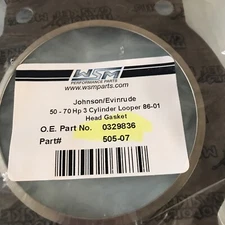 WSM
PERFORMANCE PARTS
www.wsmparts.com
Johnson/Evinrude
50 - 70 Hp 3 Cylinder Looper 86-01
Head Gasket
O.E. Part No. 0329836
Part# 505-07